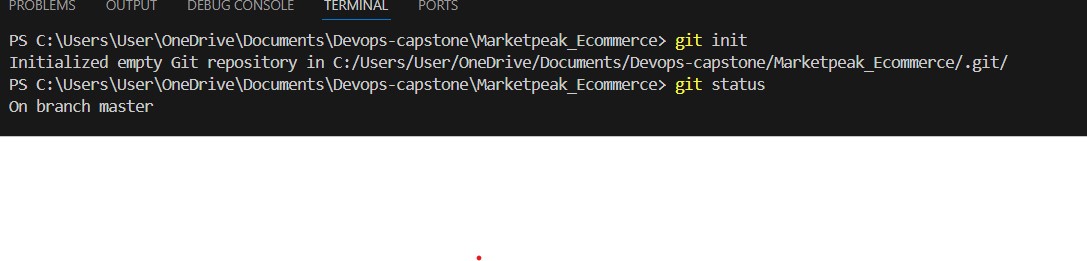 PROBLEMS OUTPUT DEBUG CONSOLE TERMINAL PORTS
PS C:\Users\User\OneDrive\Documents\Devops-capstone\Marketpeak_Ecommerce> git init
Initialized empty Git repository in C:/Users/User/OneDrive/Documents/Devops-capstone/Marketpeak_Ecommerce/.git/
PS C:\Users\User\OneDrive\Documents\Devops-capstone\Marketpeak_Ecommerce> git status
On branch master